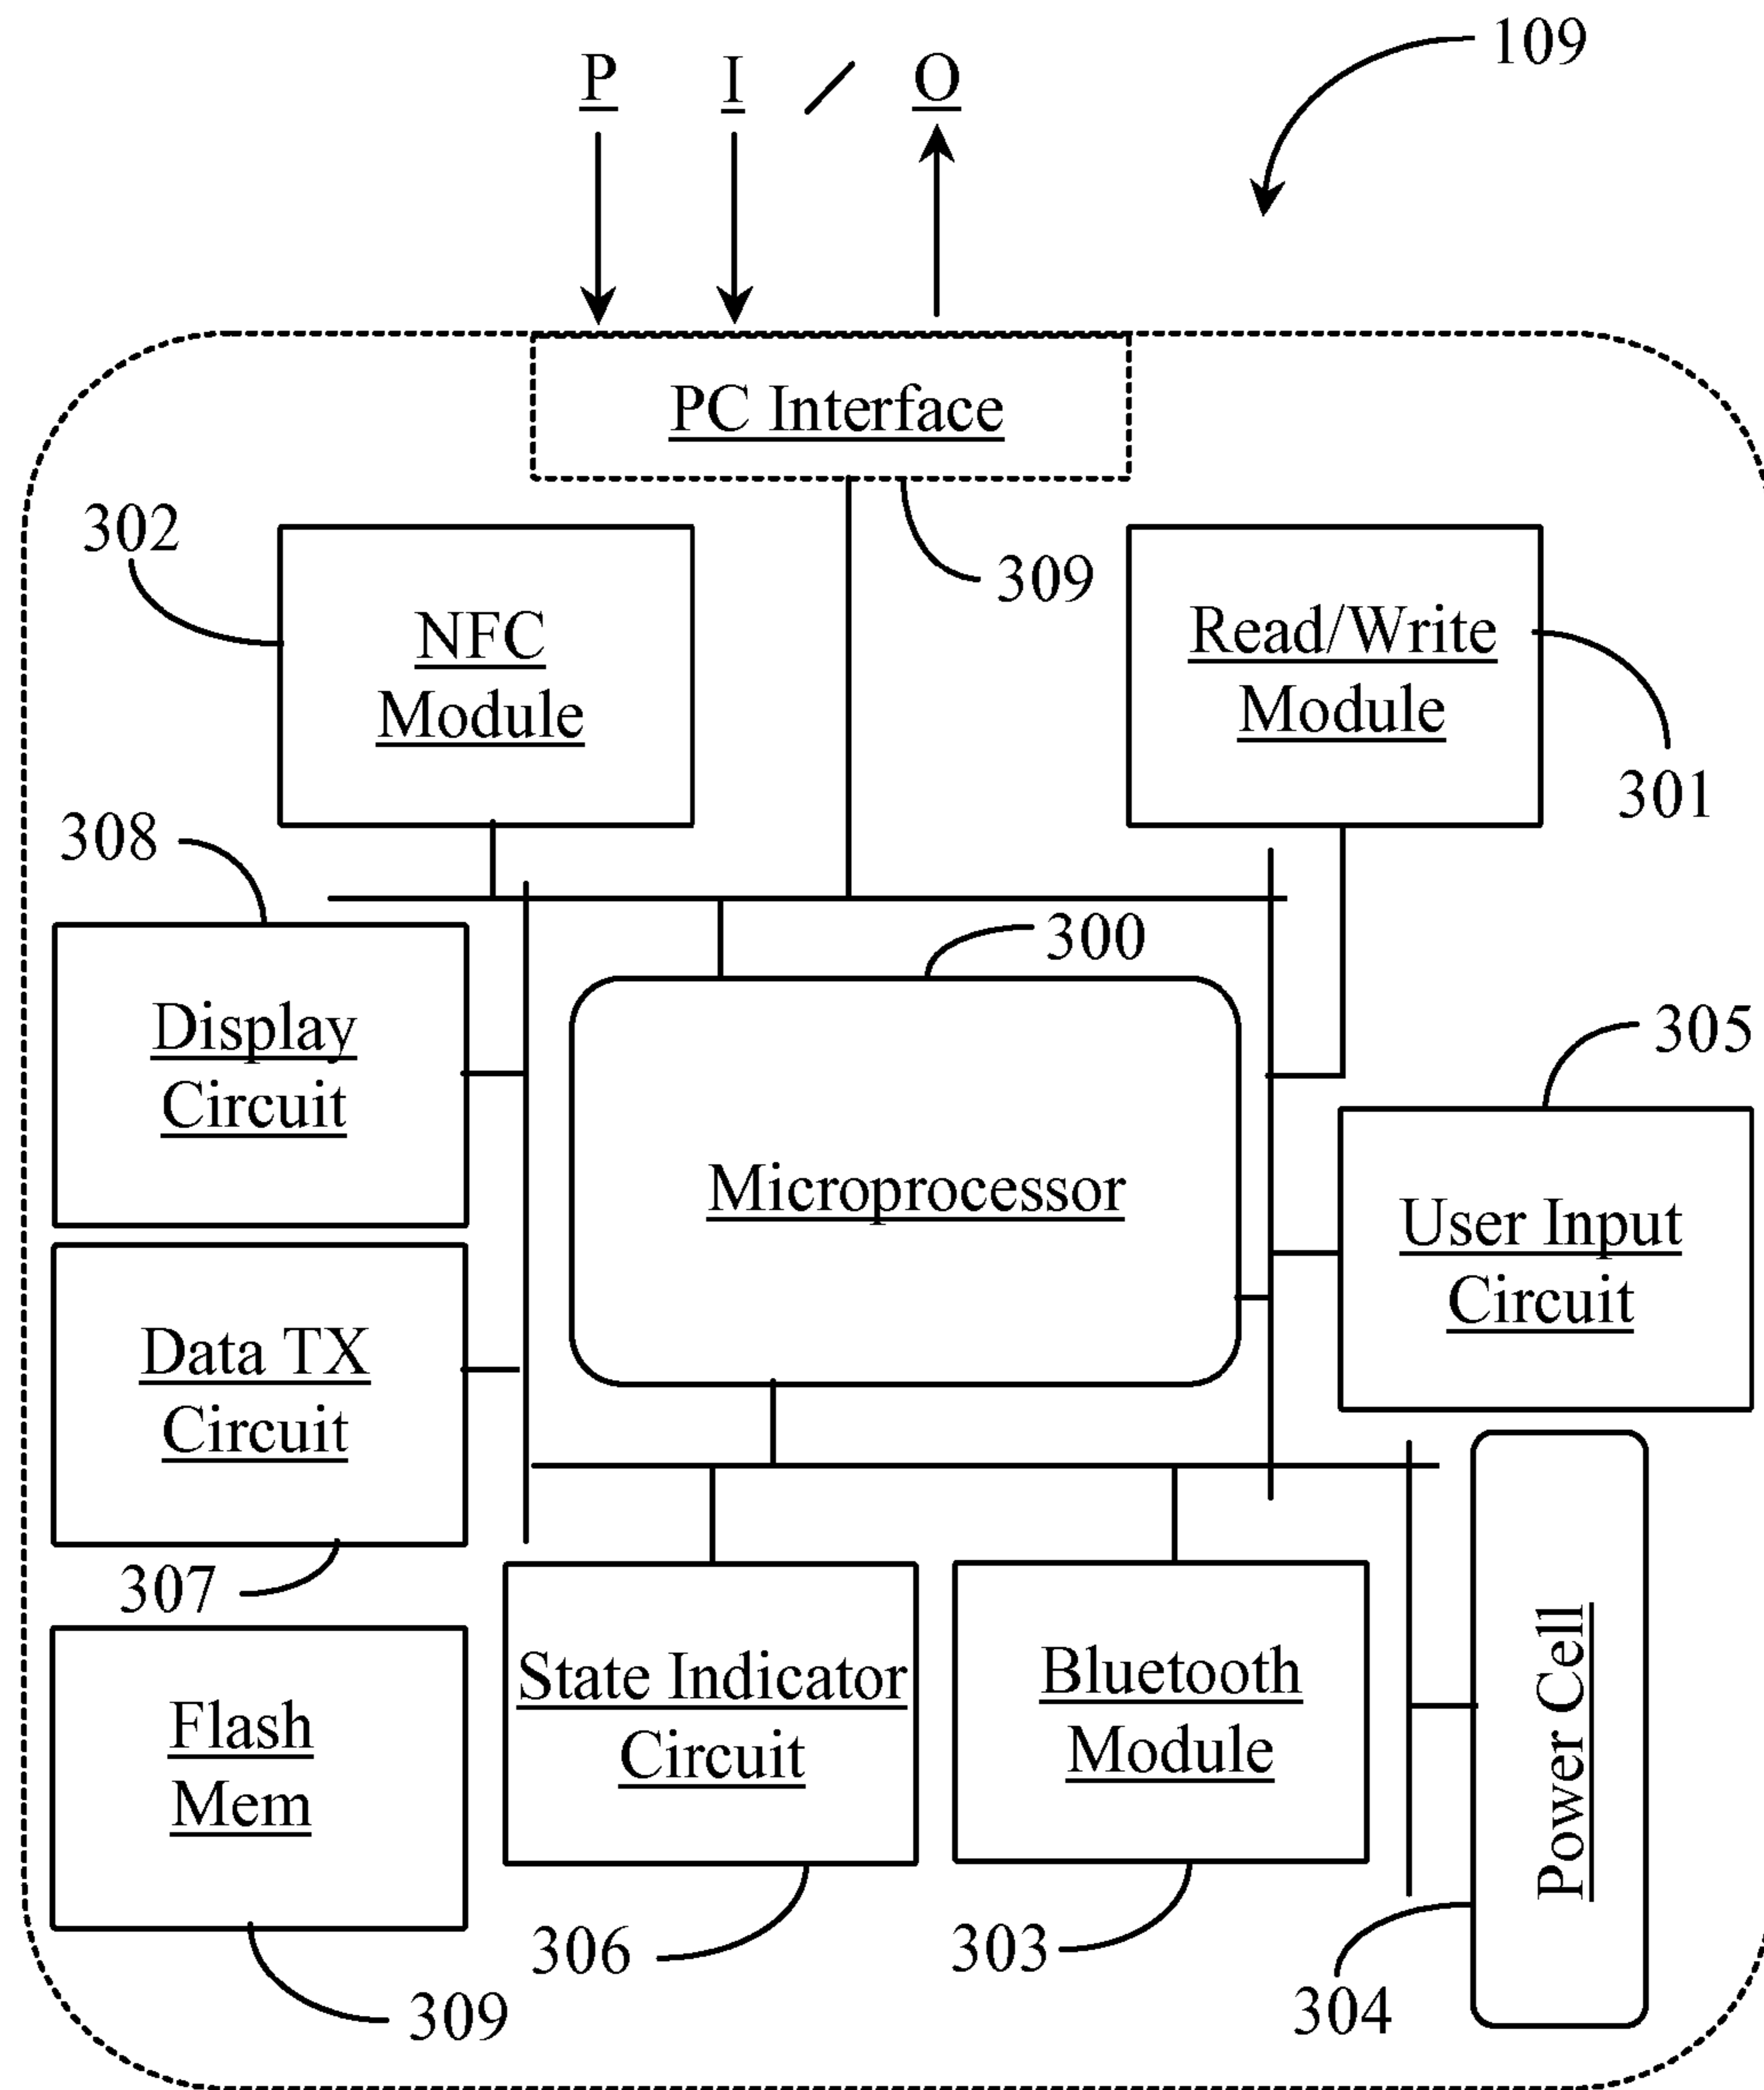 109
P I / O
PC Interface
302
309
NFC
Module
Read/Write
Module
301
308
300
Display
Circuit
305
Microprocessor
User Input
Circuit
Data TX
Circuit
307
State Indicator
Circuit
Bluetooth
Module
Power Cell
Flash
Mem
306
303
304
309